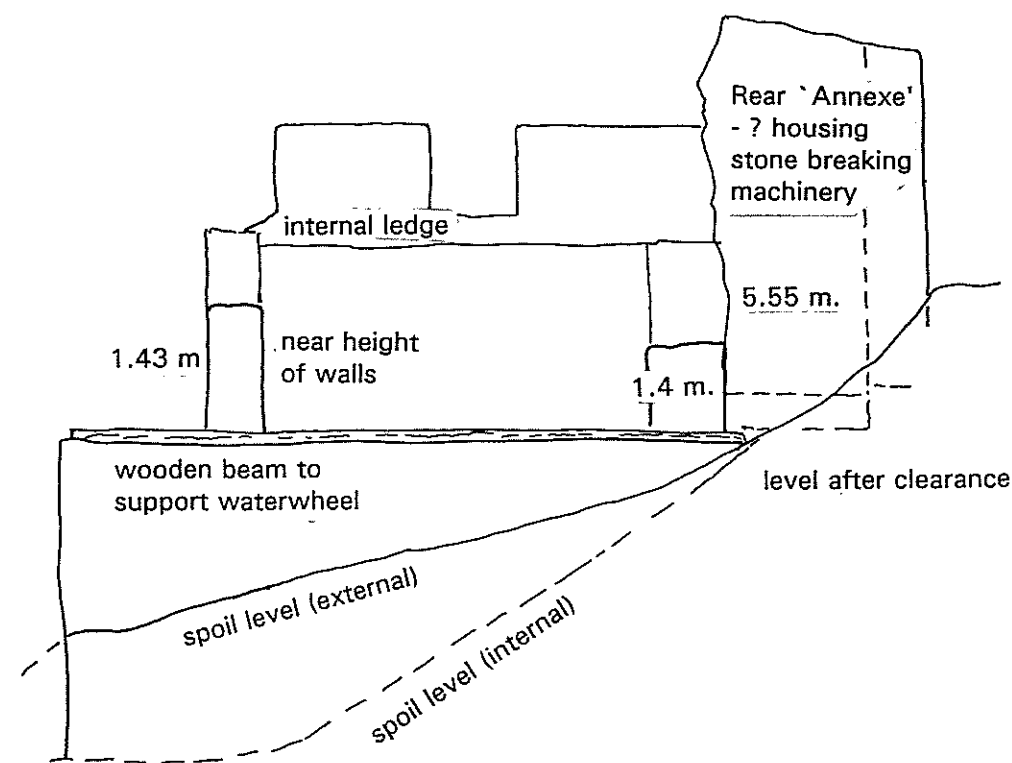 Rear `Annexe'
- ? housing
stone breaking
machinery
internal ledge
5.55 m.
near height
of walls
1.43 m
1.4 m.
wooden beam to
support waterwheel
level after clearance
spoil level (external)
spoil level (internal)